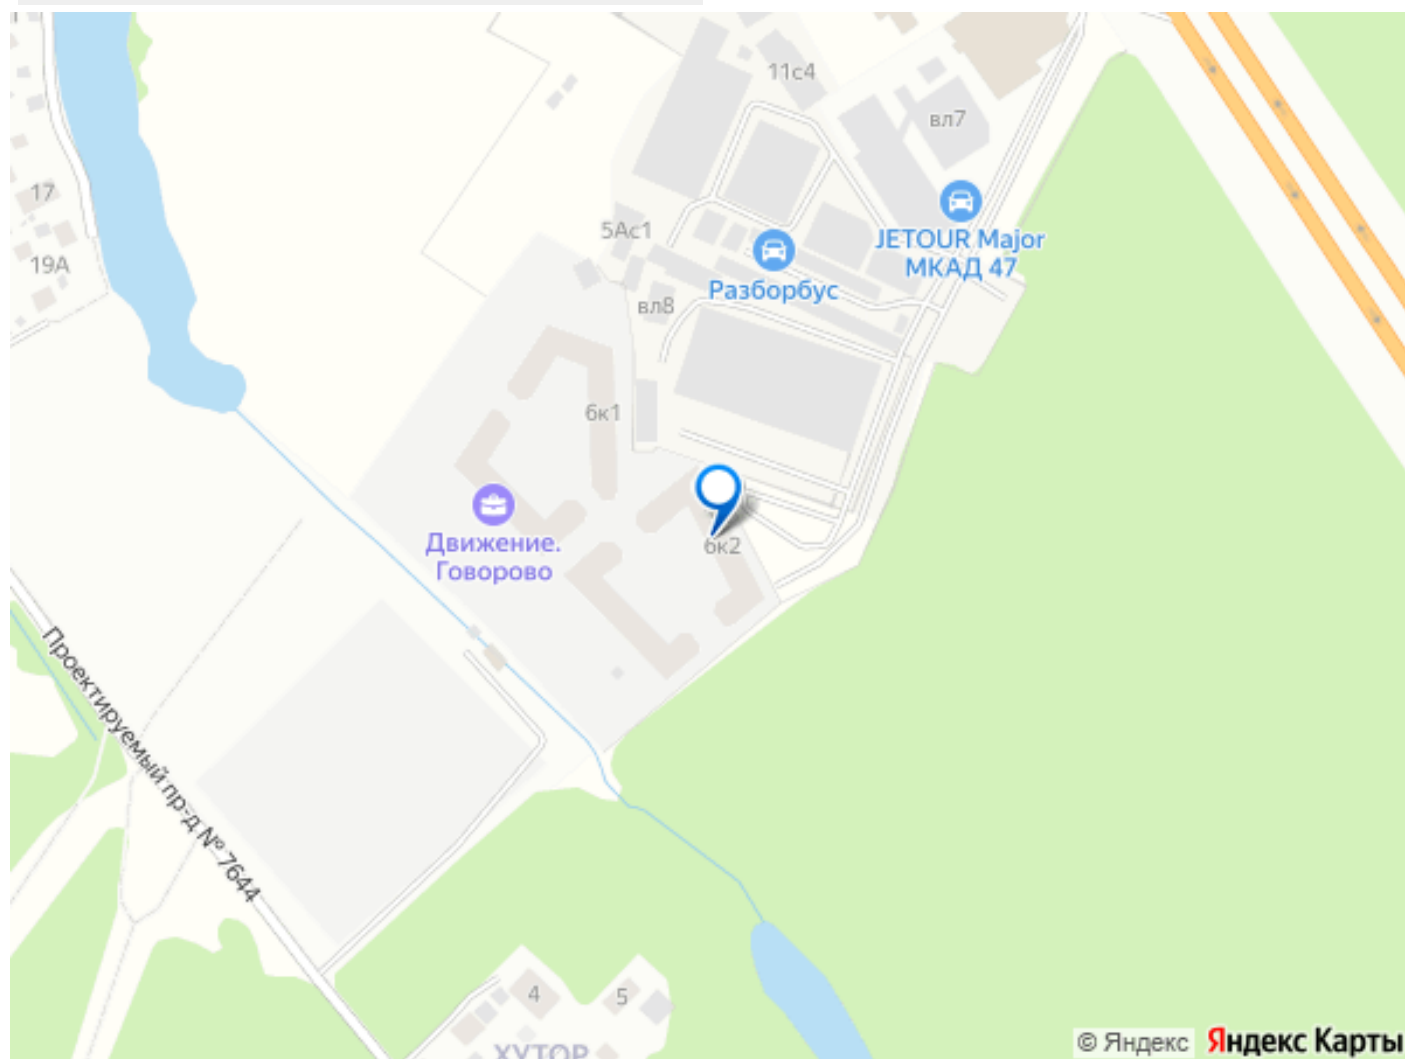 11с4
вл7
17
5Ас1
JETOUR Major
МКАД 47
19А
Разборбус
вл8
6к1
Движение.
Говорово
6к2
Проектируемый пр-д № 7644
4
5
ХУТОР
© Яндекс Яндекс Карты